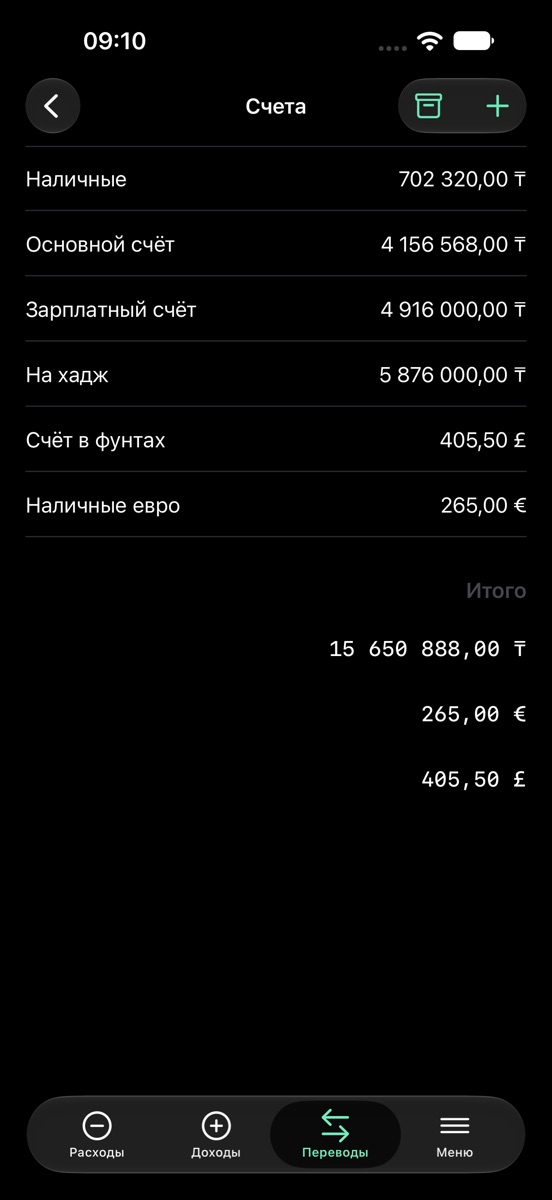 09:10
Счета
Наличные 702 320,00 ₸
Основной счёт 4 156 568,00 ₸
Зарплатный счёт 4 916 000,00 ₸
На хадж 5 876 000,00 ₸
Счёт в фунтах 405,50 £
Наличные евро 265,00 €
Итого
15 650 888,00 ₸
265,00 €
405,50 £
Расходы Доходы Переводы Меню